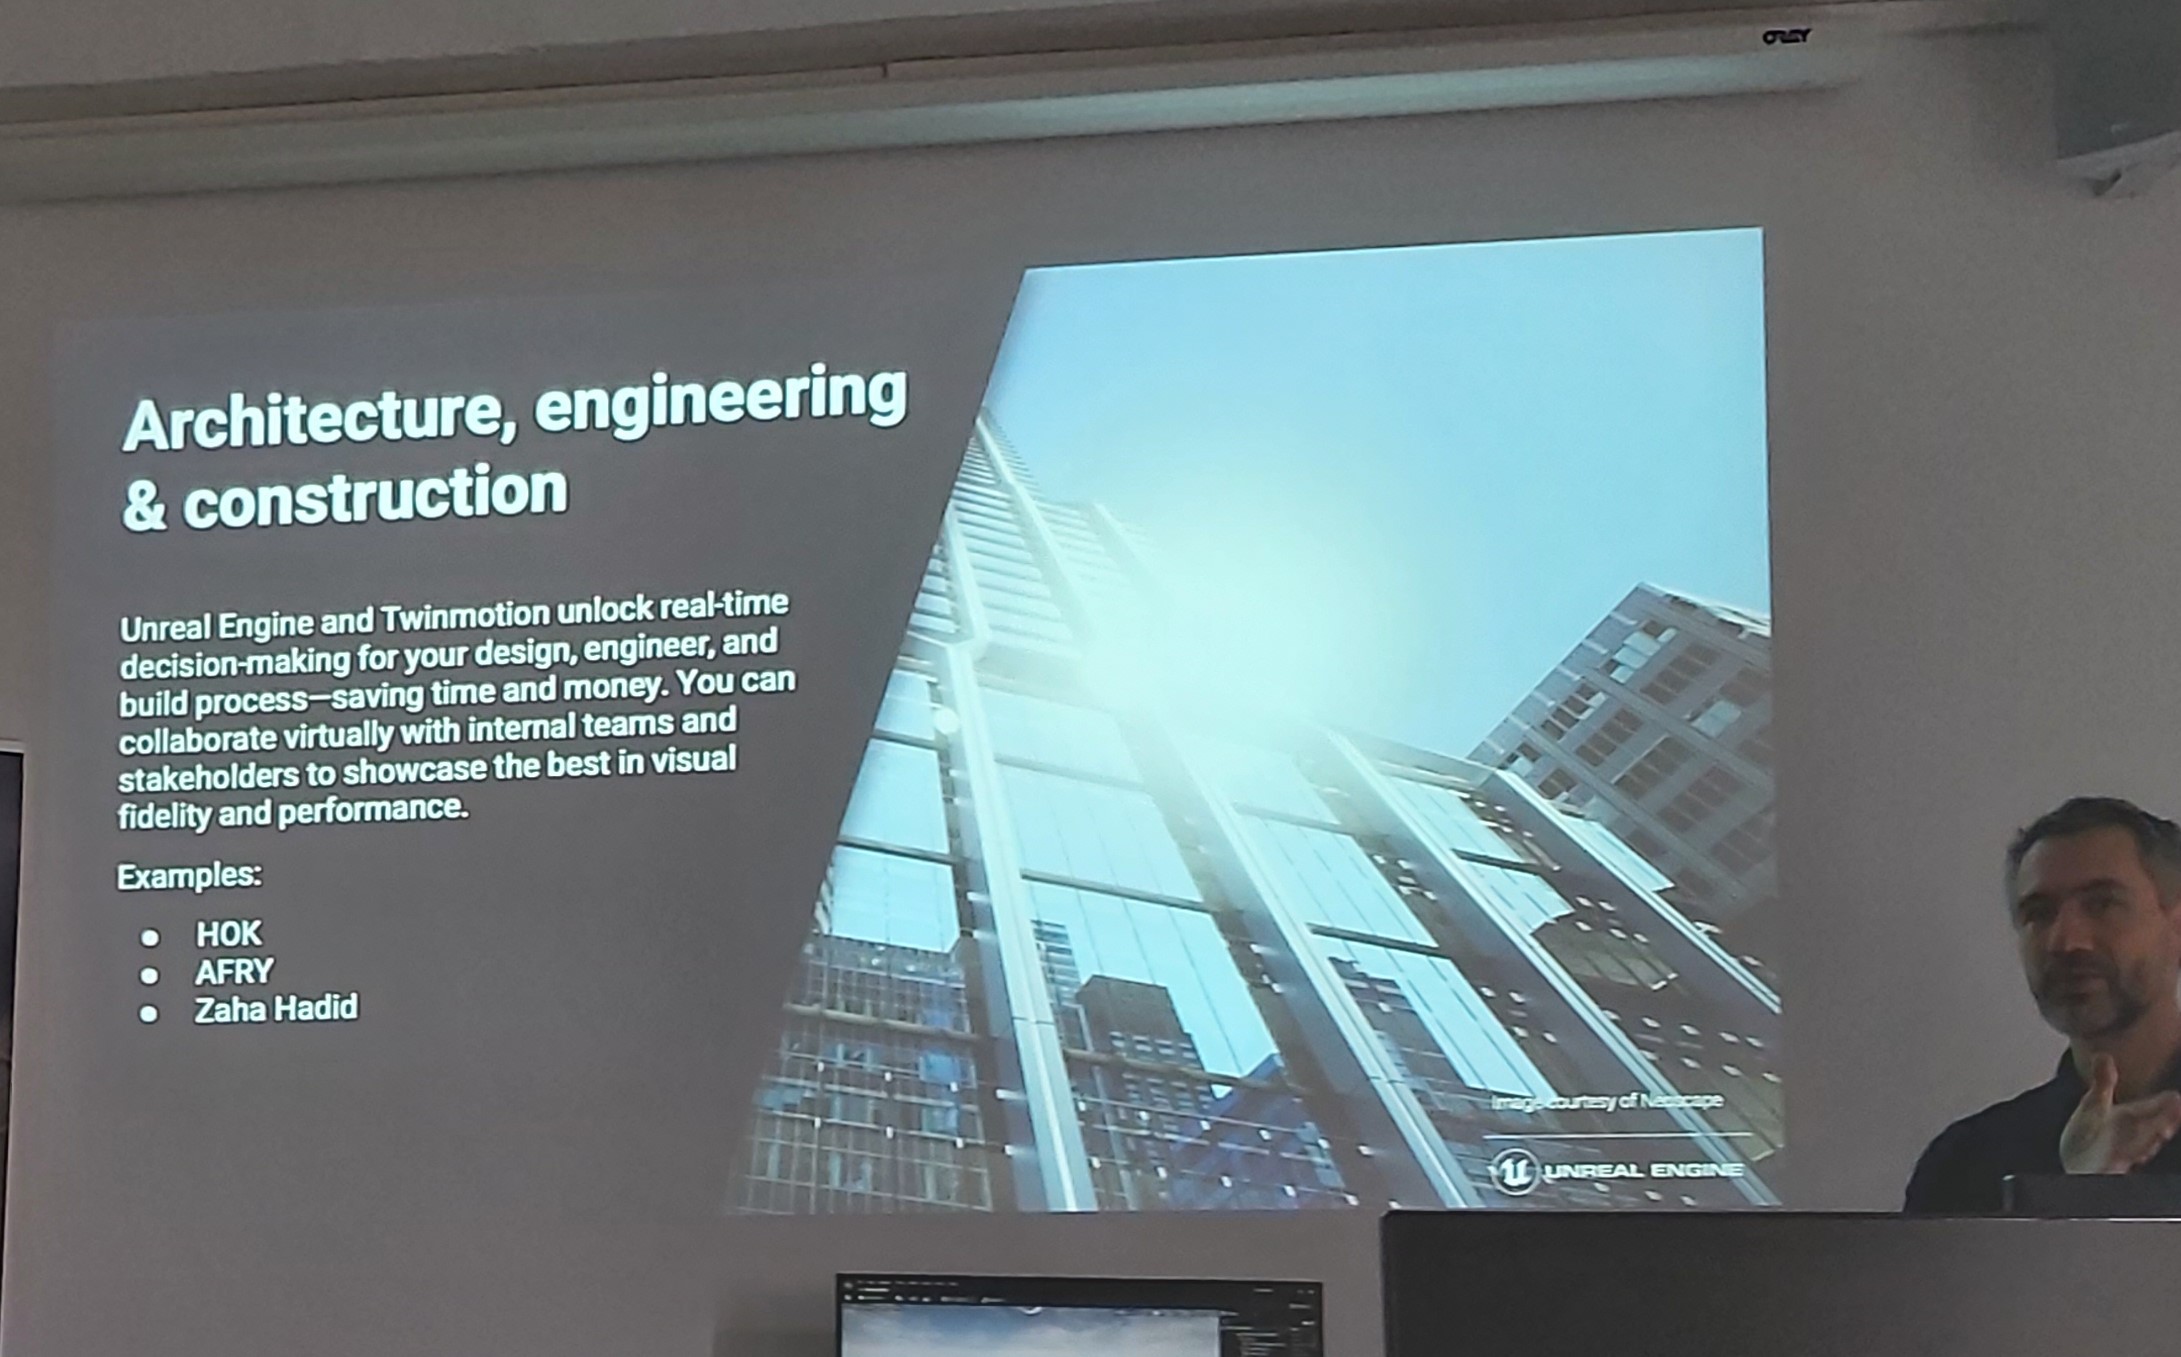 ORAY
Architecture, engineering
& construction
Unreal Engine and Twinmotion unlock real-time
decision-making for your design, engineer, and
build process—saving time and money. You can
collaborate virtually with internal teams and
stakeholders to showcase the best in visual
fidelity and performance.
Examples:
● HOK
● AFRY
● Zaha Hadid
Image courtesy of Neoscape
UNREAL ENGINE